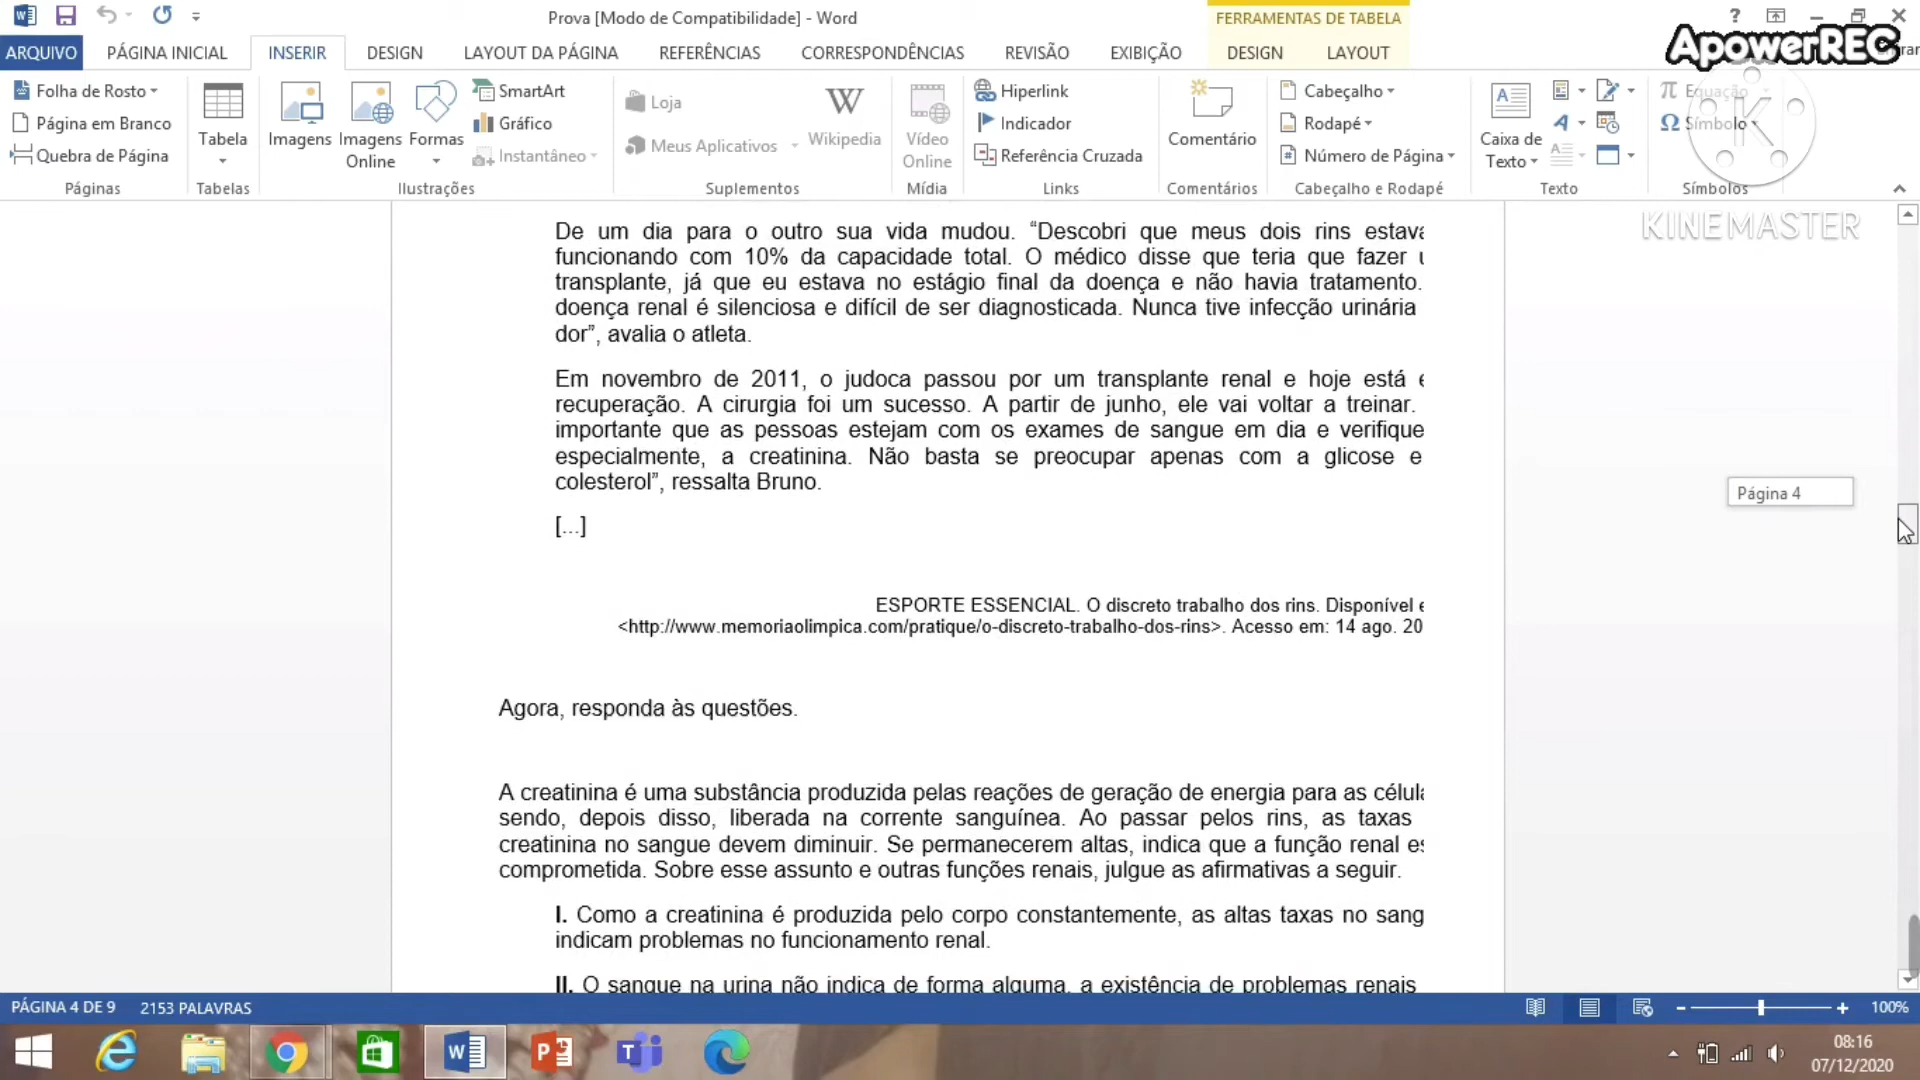 Prova [Modo de Compatibilidade] - Word
FERRAMENTAS DE TABELA
?
ApowerREC
ARQUIVO PÁGINA INICIAL INSERIR DESIGN LAYOUT DA PÁGINA REFERÊNCIAS CORRESPONDÊNCIAS REVISÃO EXIBIÇÃO DESIGN LAYOUT
Folha de Rosto
Página em Branco
Quebra de Página
Páginas
Tabela
Tabelas
Imagens
Imagens
Online
Formas
SmartArt
Gráfico
Instantâneo
Ilustrações
Loja
Meus Aplicativos
W
Wikipedia
Suplementos
Vídeo
Online
Mídia
Hiperlink
Indicador
Referência Cruzada
Links
Comentário
Comentários
Cabeçalho
Rodapé
Número de Página
Cabeçalho e Rodapé
Caixa de
Texto
Texto
π Equação
Ω Símbolo
Símbolos
K
KINEMASTER
De um dia para o outro sua vida mudou. “Descobri que meus dois rins
funcionando com 10% da capacidade total. O médico disse que teria que fazer
transplante, já que eu estava no estágio final da doença e não havia tratamento.
doença renal é silenciosa e difícil de ser diagnosticada. Nunca tive infecção urinária
dor”, avalia o atleta.
Em novembro de 2011, o judoca passou por um transplante renal e hoje está
recuperação. A cirurgia foi um sucesso. A partir de junho, ele vai voltar a treinar.
importante que as pessoas estejam com os exames de sangue em dia e verifique
especialmente, a creatinina. Não basta se preocupar apenas com a glicose e
colesterol”, ressalta Bruno.
[...]
ESPORTE ESSENCIAL. O discreto trabalho dos rins. Disponível
<http://www.memoriaolimpica.com/pratique/o-discreto-trabalho-dos-rins>. Acesso em: 14 ago. 20
Agora, responda às questões.
A creatinina é uma substância produzida pelas reações de geração de energia para as
sendo, depois disso, liberada na corrente sanguínea. Ao passar pelos rins, as taxas
creatinina no sangue devem diminuir. Se permanecerem altas, indica que a função renal
comprometida. Sobre esse assunto e outras funções renais, julgue as afirmativas a seguir.
I. Como a creatinina é produzida pelo corpo constantemente, as altas taxas no sang
indicam problemas no funcionamento renal.
II. O sangue na urina não indica de forma alguma, a existência de problemas renais
Página 4
PÁGINA 4 DE 9 2153 PALAVRAS
100%
08:16
07/12/2020